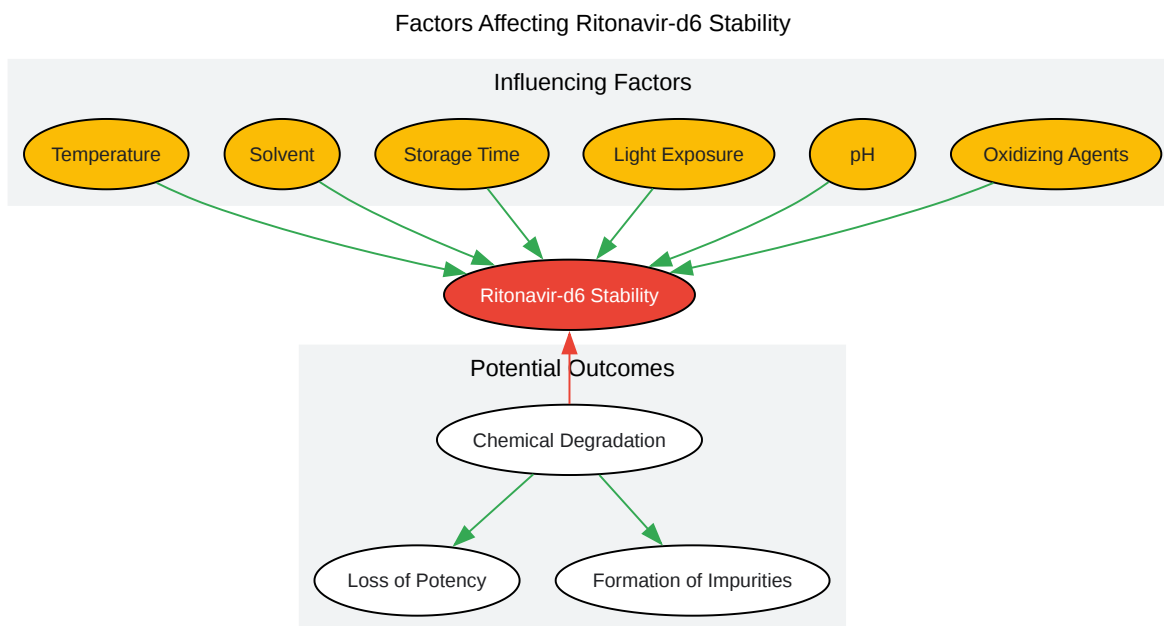 Factors Affecting Ritonavir-d6 Stability
Influencing Factors
Temperature
Solvent
Storage Time
Light Exposure
pH
Oxidizing Agents
Ritonavir-d6 Stability
Potential Outcomes
Chemical Degradation
Loss of Potency
Formation of Impurities